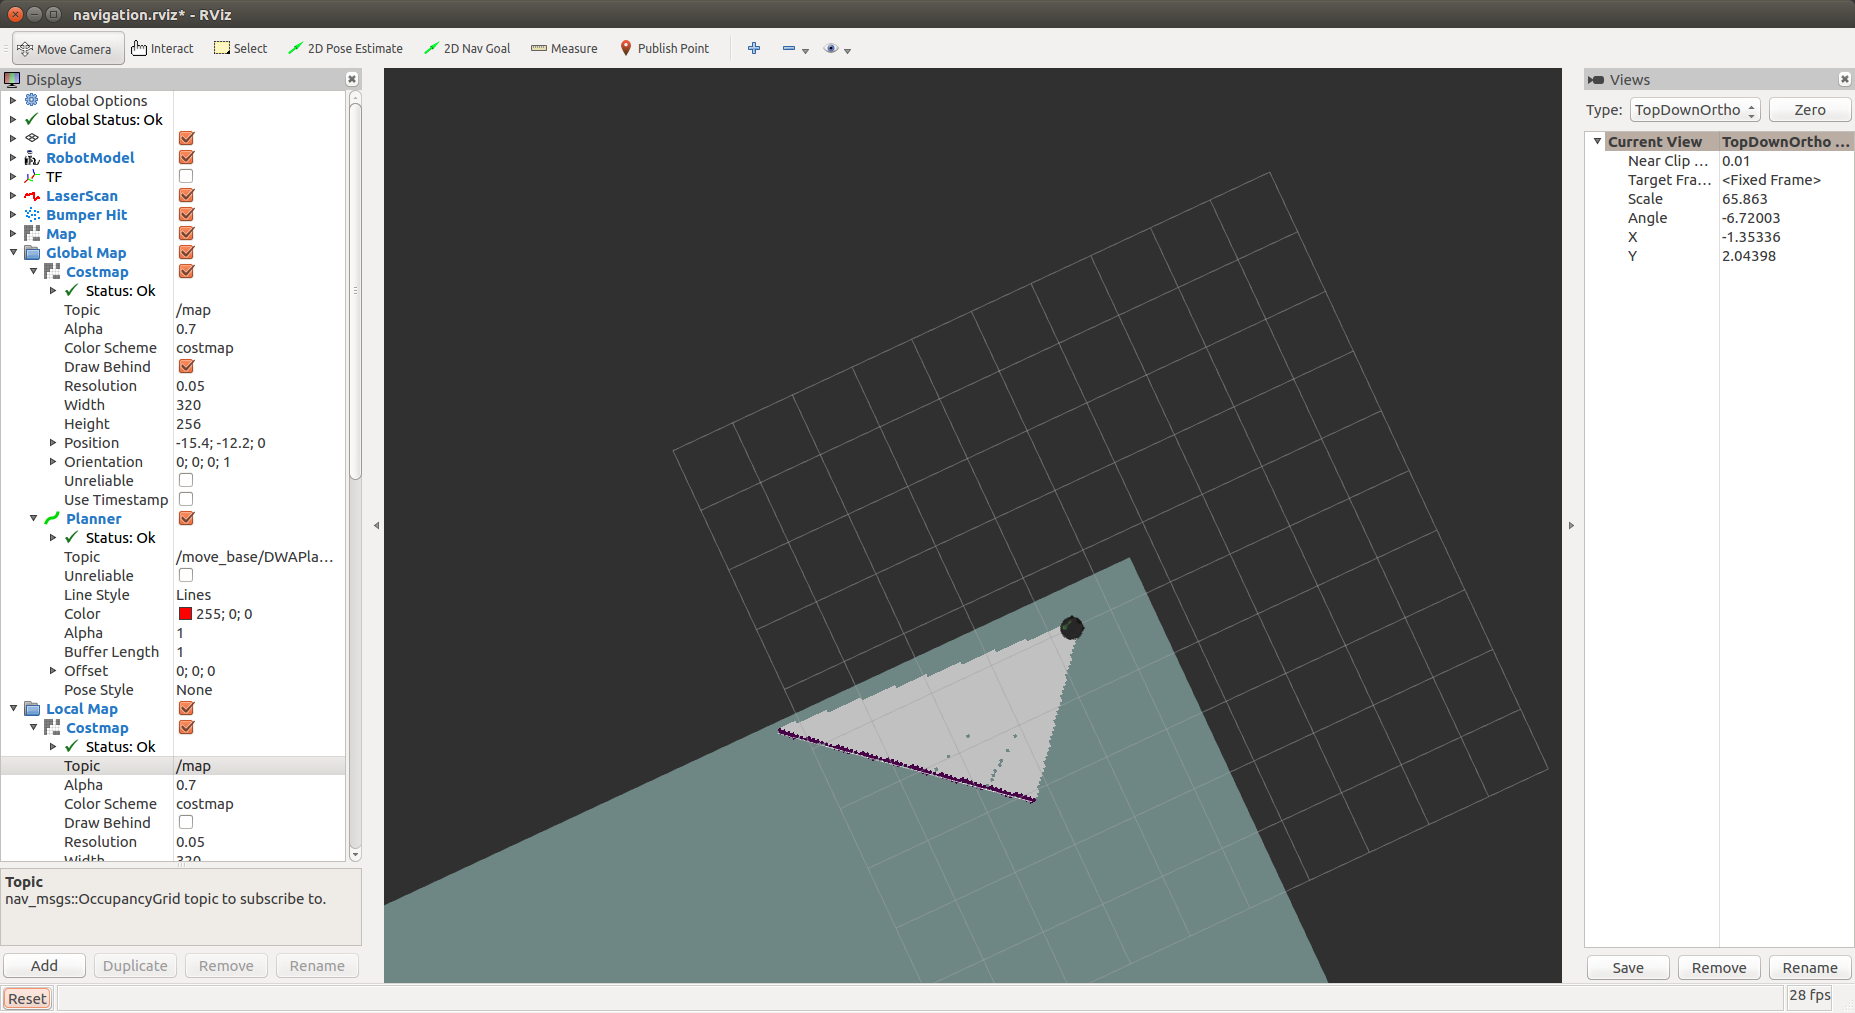 navigation.rviz* - RViz
Move Camera Interact Select 2D Pose Estimate 2D Nav Goal Measure Publish Point
Displays
Global Options
Global Status: Ok
Grid
RobotModel
TF
LaserScan
Bumper Hit
Map
Global Map
Costmap
Status: Ok
Topic /map
Alpha 0.7
Color Scheme costmap
Draw Behind
Resolution 0.05
Width 320
Height 256
Position -15.4; -12.2; 0
Orientation 0; 0; 0; 1
Unreliable
Use Timestamp
Planner
Status: Ok
Topic /move_base/DWAPla...
Unreliable
Line Style Lines
Color 255; 0; 0
Alpha 1
Buffer Length 1
Offset 0; 0; 0
Pose Style None
Local Map
Costmap
Status: Ok
Topic /map
Alpha 0.7
Color Scheme costmap
Draw Behind
Resolution 0.05
Width 320
Topic
nav_msgs::OccupancyGrid topic to subscribe to.
Add Duplicate Remove Rename
Reset
Views
Type: TopDownOrtho Zero
Current View TopDownOrtho ...
Near Clip ... 0.01
Target Fra... <Fixed Frame>
Scale 65.863
Angle -6.72003
X -1.35336
Y 2.04398
Save Remove Rename
28 fps